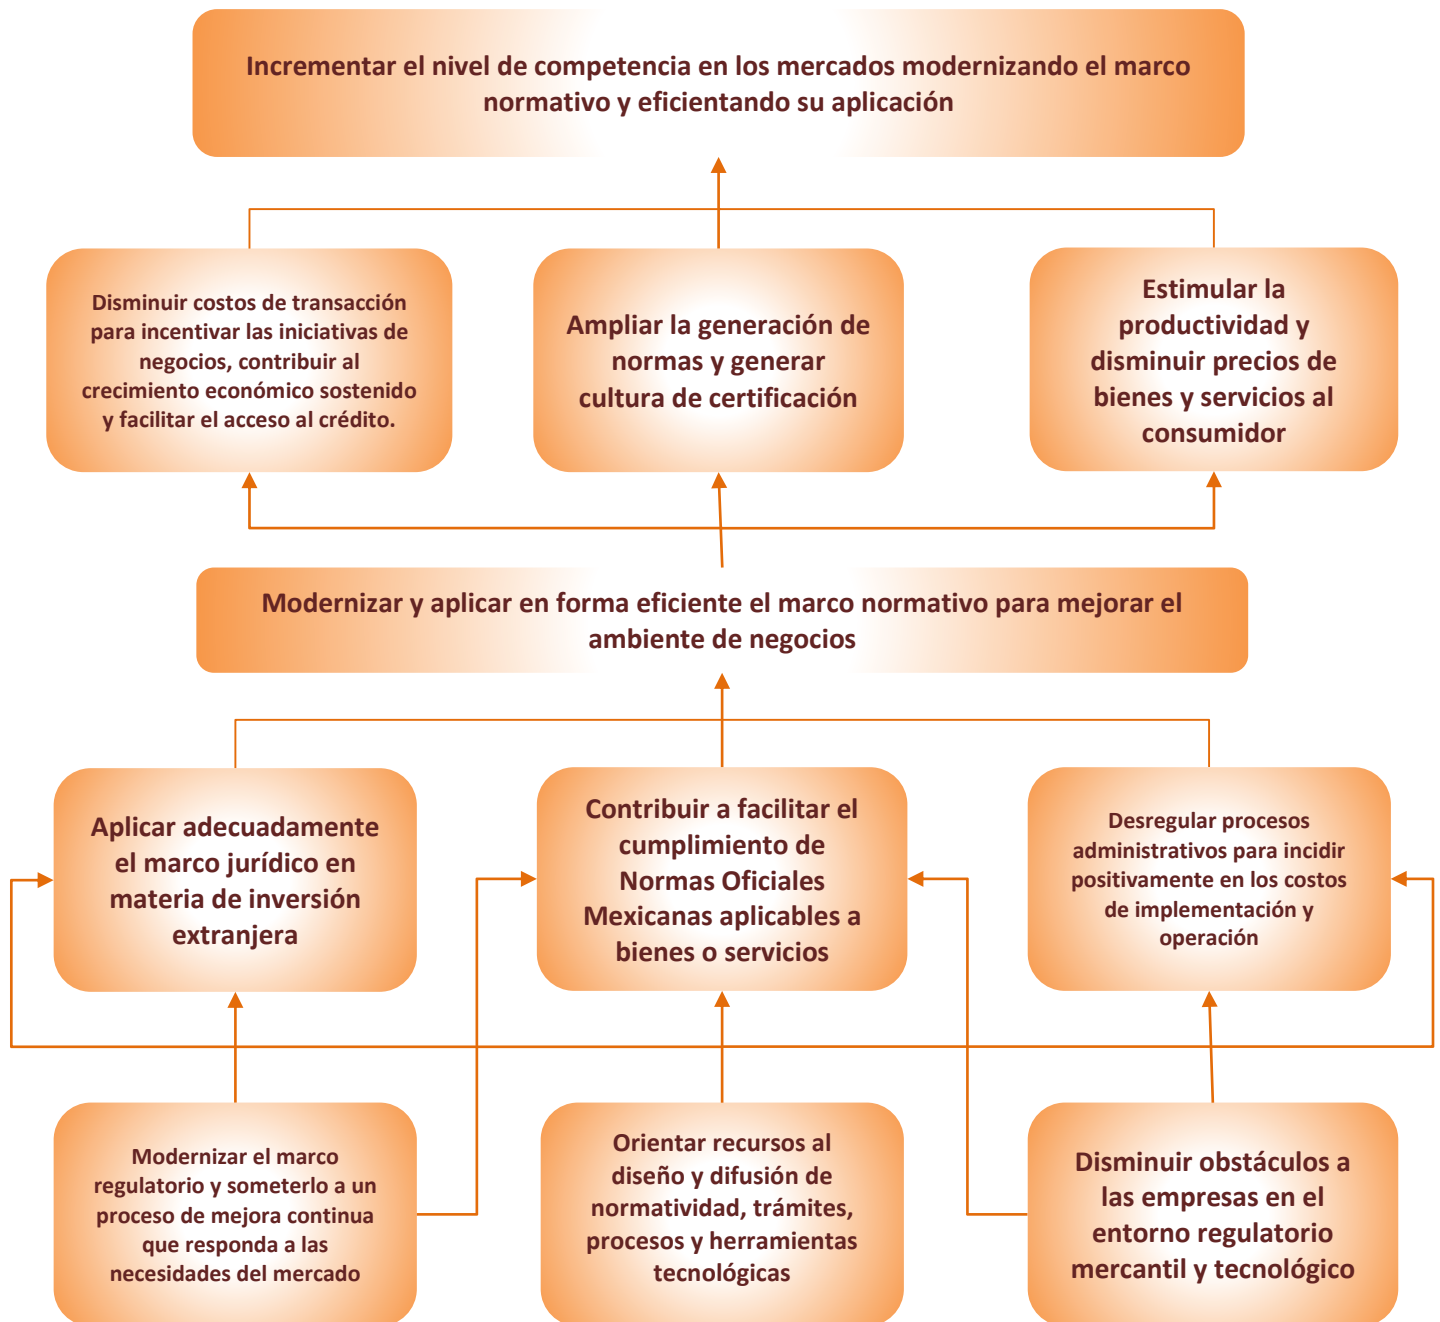 Incrementar el nivel de competencia en los mercados modernizando el marco
normativo y eficientando su aplicación
Disminuir costos de transacción
para incentivar las iniciativas de
negocios, contribuir al
crecimiento económico sostenido
y facilitar el acceso al crédito.
Ampliar la generación de
normas y generar
cultura de certificación
Estimular la
productividad y
disminuir precios de
bienes y servicios al
consumidor
Modernizar y aplicar en forma eficiente el marco normativo para mejorar el
ambiente de negocios
Aplicar adecuadamente
el marco jurídico en
materia de inversión
extranjera
Contribuir a facilitar el
cumplimiento de
Normas Oficiales
Mexicanas aplicables a
bienes o servicios
Desregular procesos
administrativos para incidir
positivamente en los costos
de implementación y
operación
Modernizar el marco
regulatorio y someterlo a un
proceso de mejora continua
que responda a las
necesidades del mercado
Orientar recursos al
diseño y difusión de
normatividad, trámites,
procesos y herramientas
tecnológicas
Disminuir obstáculos a
las empresas en el
entorno regulatorio
mercantil y tecnológico